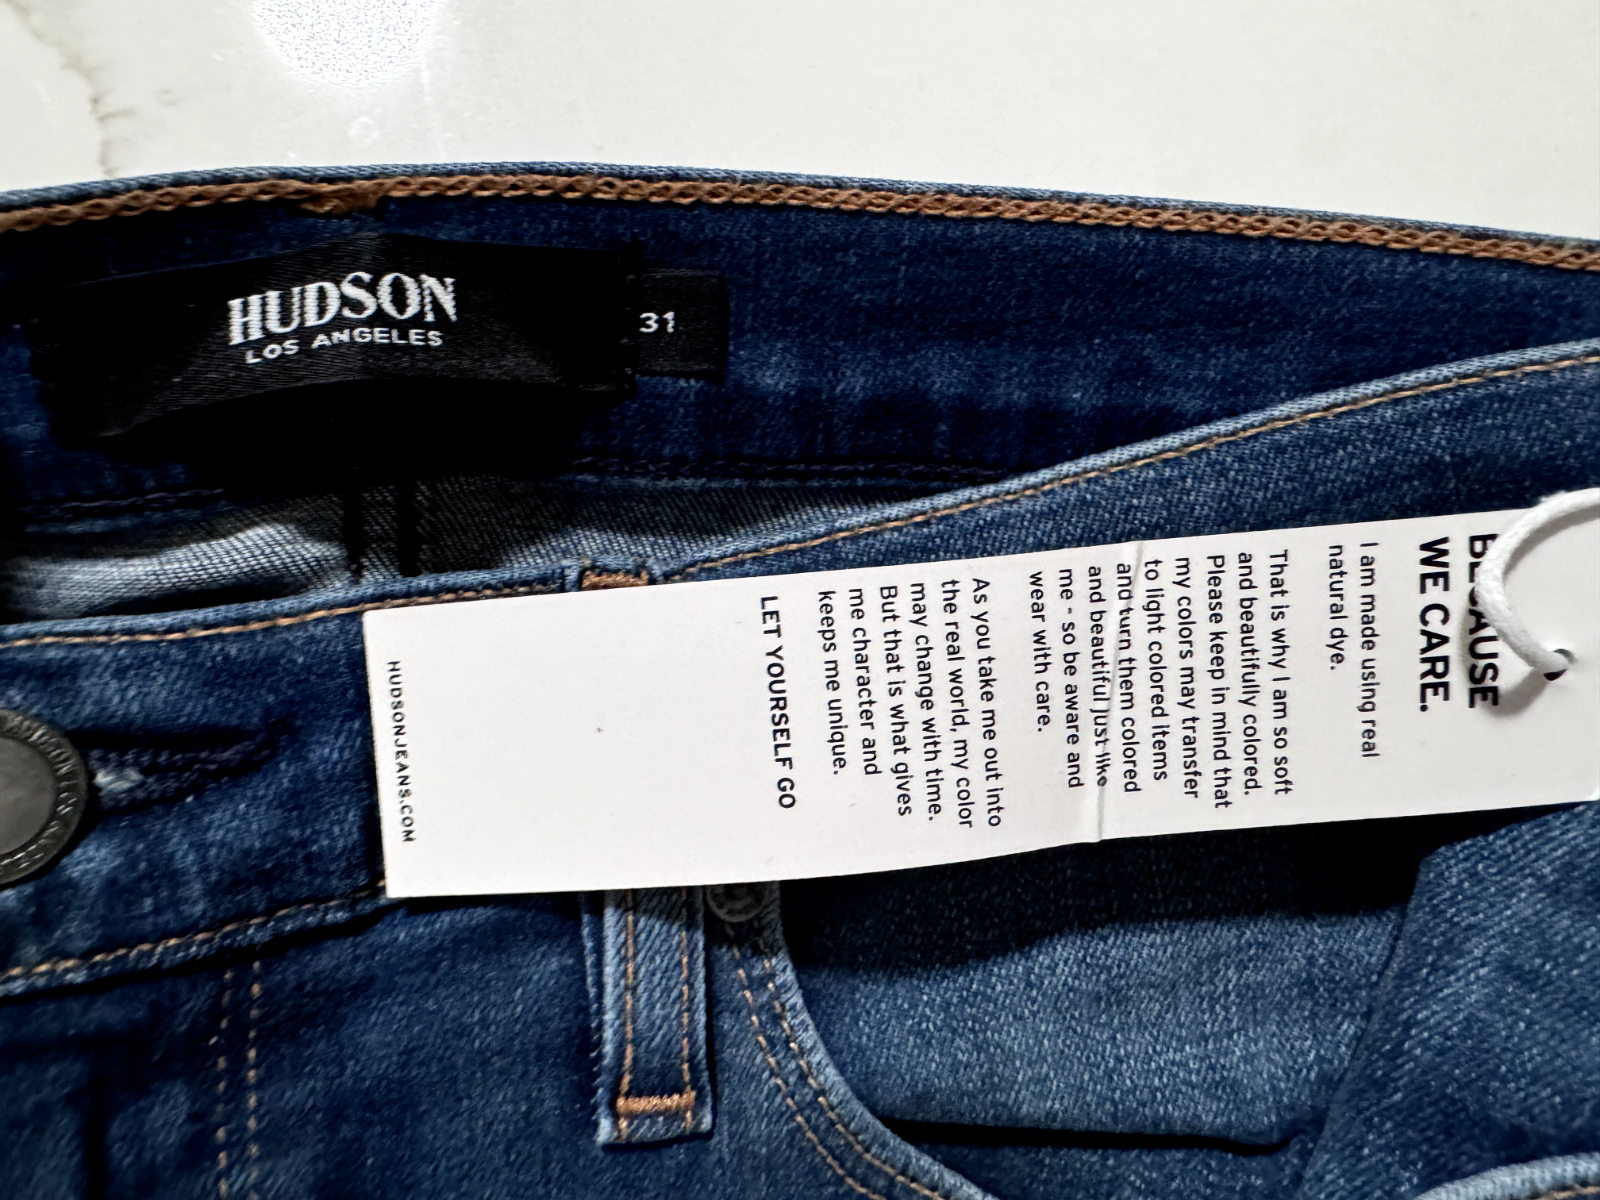 HUDSON
LOS ANGELES
31
BECAUSE
WE CARE.
I am made using real
natural dye.
That is why I am so soft
and beautifully colored.
Please keep in mind that
my colors may transfer
to light colored items
and turn them colored
and beautiful just like
me - so be aware and
wear with care.
As you take me out into
the real world, my color
may change with time.
But that is what gives
me character and
keeps me unique.
LET YOURSELF GO
HUDSONJEANS.COM